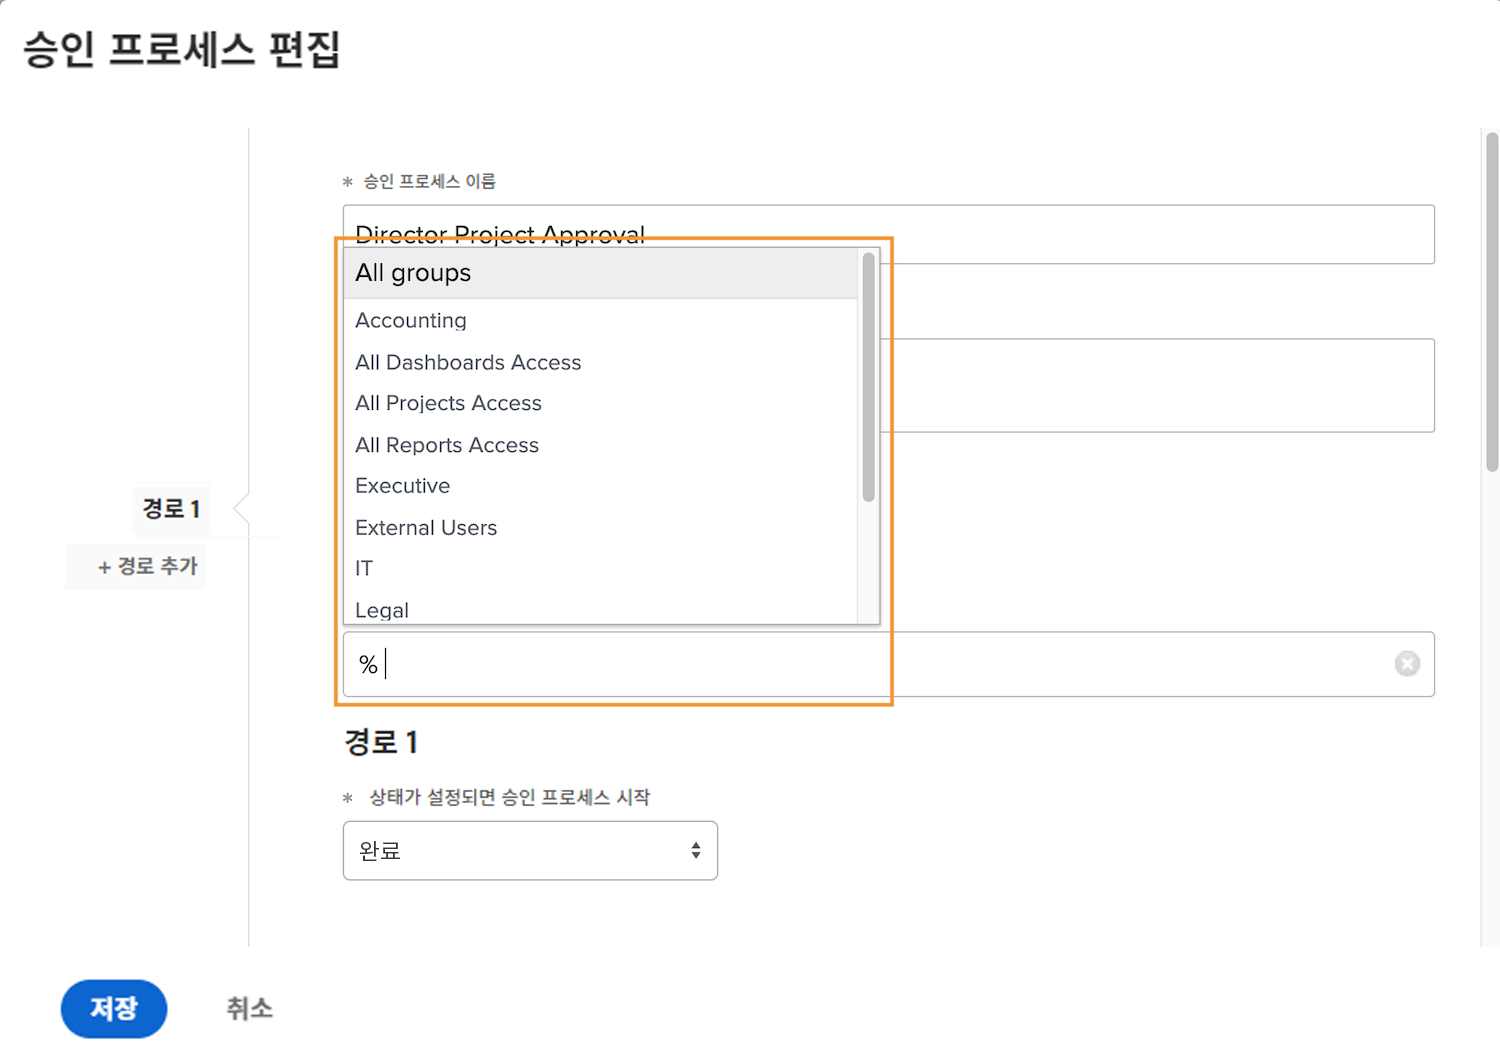 승인 프로세스 편집
* 승인 프로세스 이름
Director Project Approval
All groups
Accounting
All Dashboards Access
All Projects Access
All Reports Access
Executive
External Users
IT
Legal
%
경로 1
+ 경로 추가
경로 1
* 상태가 설정되면 승인 프로세스 시작
완료
저장
취소